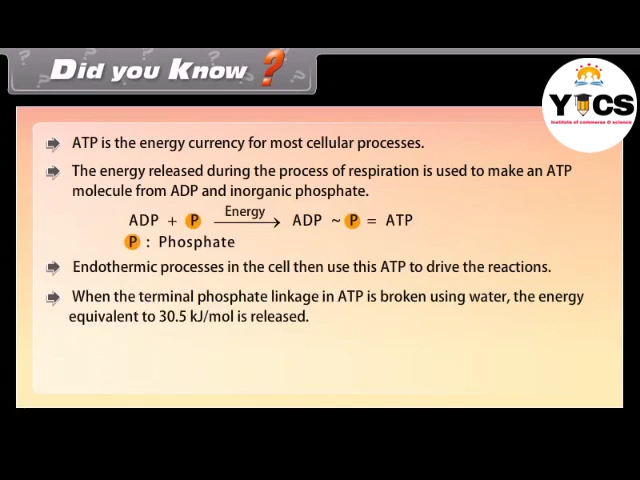 Did you Know ?
YICS
Institute of commerce & science
ATP is the energy currency for most cellular processes.
The energy released during the process of respiration is used to make an ATP
molecule from ADP and inorganic phosphate.
ADP + P Energy ⟶ ADP ~ P = ATP
P : Phosphate
Endothermic processes in the cell then use this ATP to drive the reactions.
When the terminal phosphate linkage in ATP is broken using water, the energy
equivalent to 30.5 kJ/mol is released.